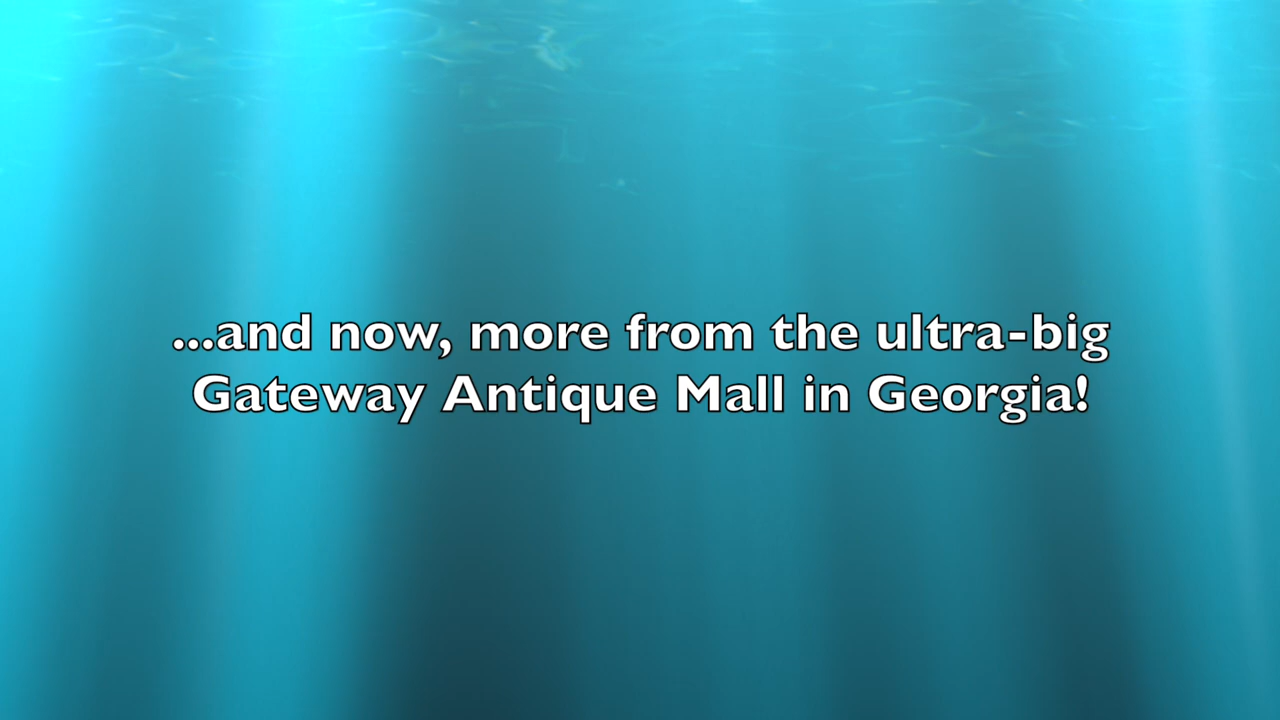 ...and now, more from the ultra-big
Gateway Antique Mall in Georgia!